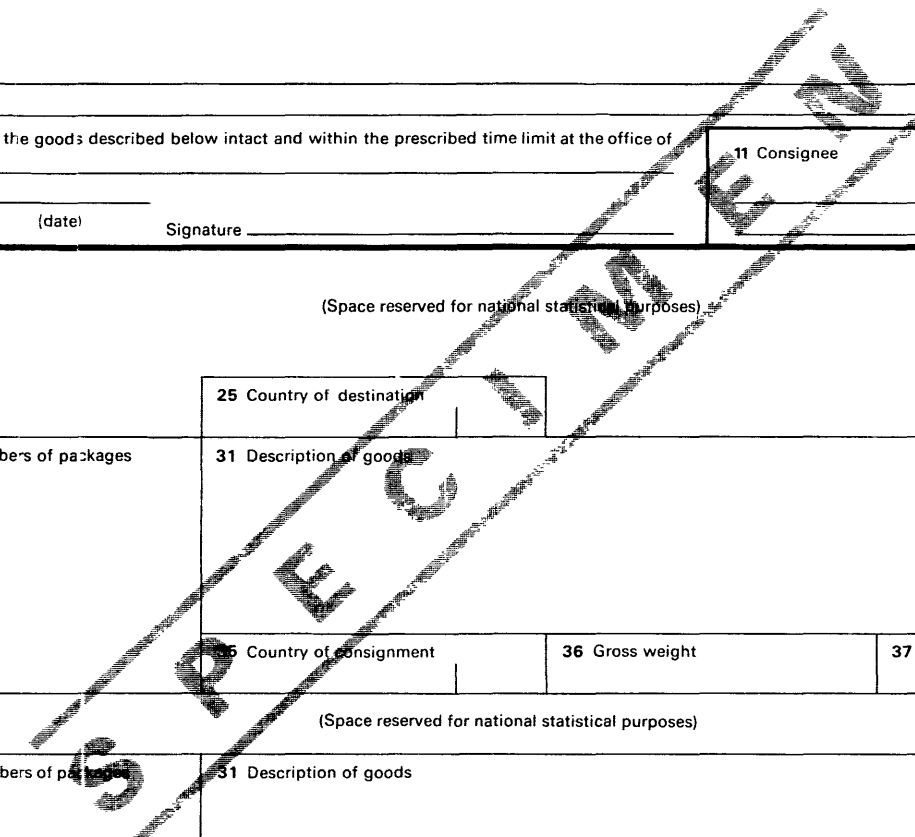 the goods described below intact and within the prescribed time limit at the office of
11 Consignee
(date)
Signature
(Space reserved for national statistical purposes)
25 Country of destination
bers of packages
31 Description of goods
35 Country of consignment
36 Gross weight
37
(Space reserved for national statistical purposes)
bers of packages
31 Description of goods
SPECIMEN